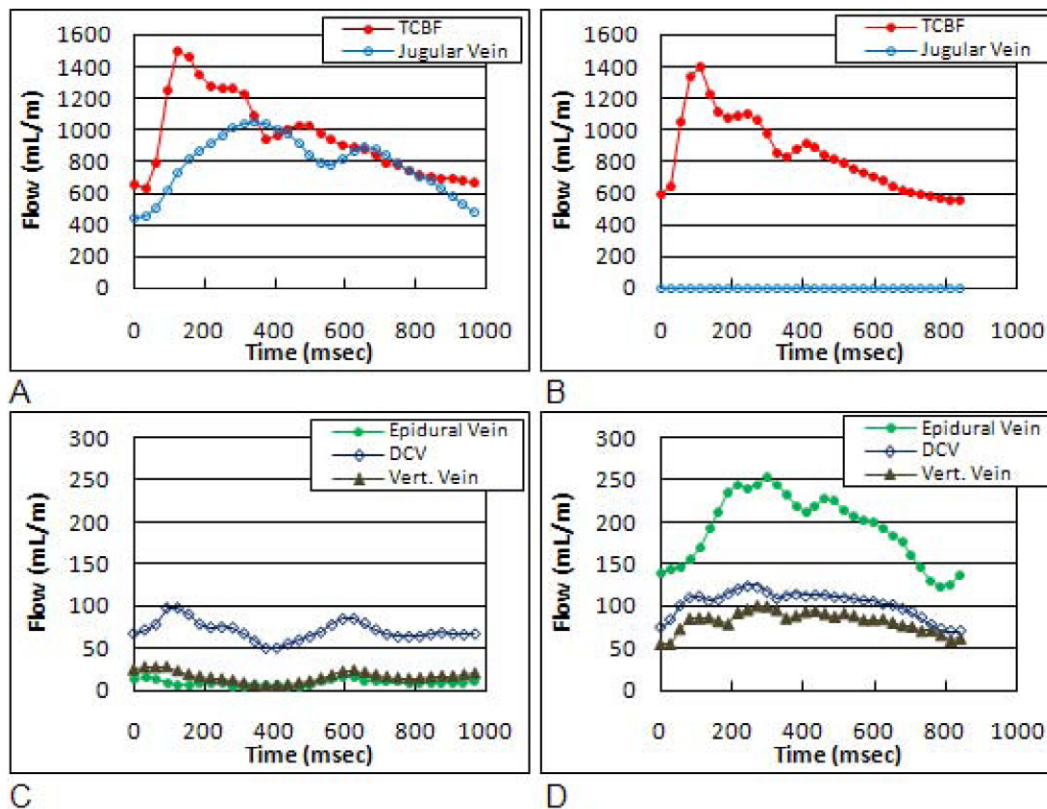 TCBF
Jugular Vein
1600
1400
1200
1000
800
600
400
200
0
Flow (mL/m)
0 200 400 600 800 1000
Time (msec)
A
TCBF
Jugular Vein
1600
1400
1200
1000
800
600
400
200
0
Flow (mL/m)
0 200 400 600 800 1000
Time (msec)
B
Epidural Vein
DCV
Vert. Vein
300
250
200
150
100
50
0
Flow (mL/m)
0 200 400 600 800 1000
Time (msec)
C
Epidural Vein
DCV
Vert. Vein
300
250
200
150
100
50
0
Flow (mL/m)
0 200 400 600 800 1000
Time (msec)
D